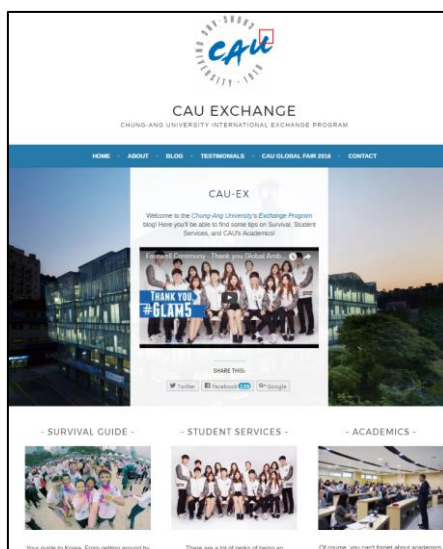 CHUNG-ANG UNIVERSITY · 1918
CAU
CAU EXCHANGE
CHUNG-ANG UNIVERSITY INTERNATIONAL EXCHANGE PROGRAM
HOME · ABOUT · BLOG · TESTIMONIALS · CAU GLOBAL FAIR 2016 · CONTACT
CAU-EX
Welcome to the Chung-Ang University's Exchange Program
blog! Here you'll be able to find some tips on Survival, Student
Services, and CAU's Academics!
Farewell Ceremony - Thank you Global Amb...
THANK YOU,
#GLAM5
SHARE THIS:
Twitter Facebook Google
- SURVIVAL GUIDE - - STUDENT SERVICES - - ACADEMICS -
Your guide to Korea. From getting around by
There are a lot of perks of being an
Of course, you can't forget about academics